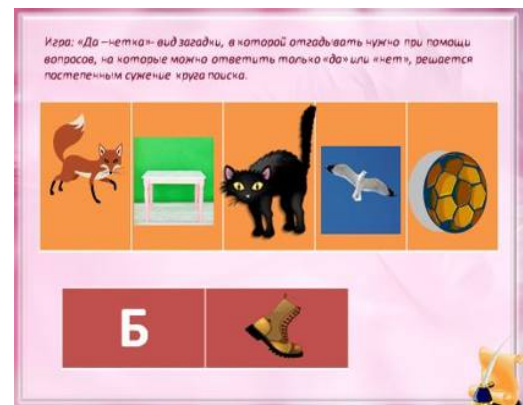 Игра: «Да –нетка»- вид загадки, в которой отгадывать нужно при помощи
вопросов, на которые можно ответить только «да» или «нет», решается
постепенным сужение круга поиска.
Б